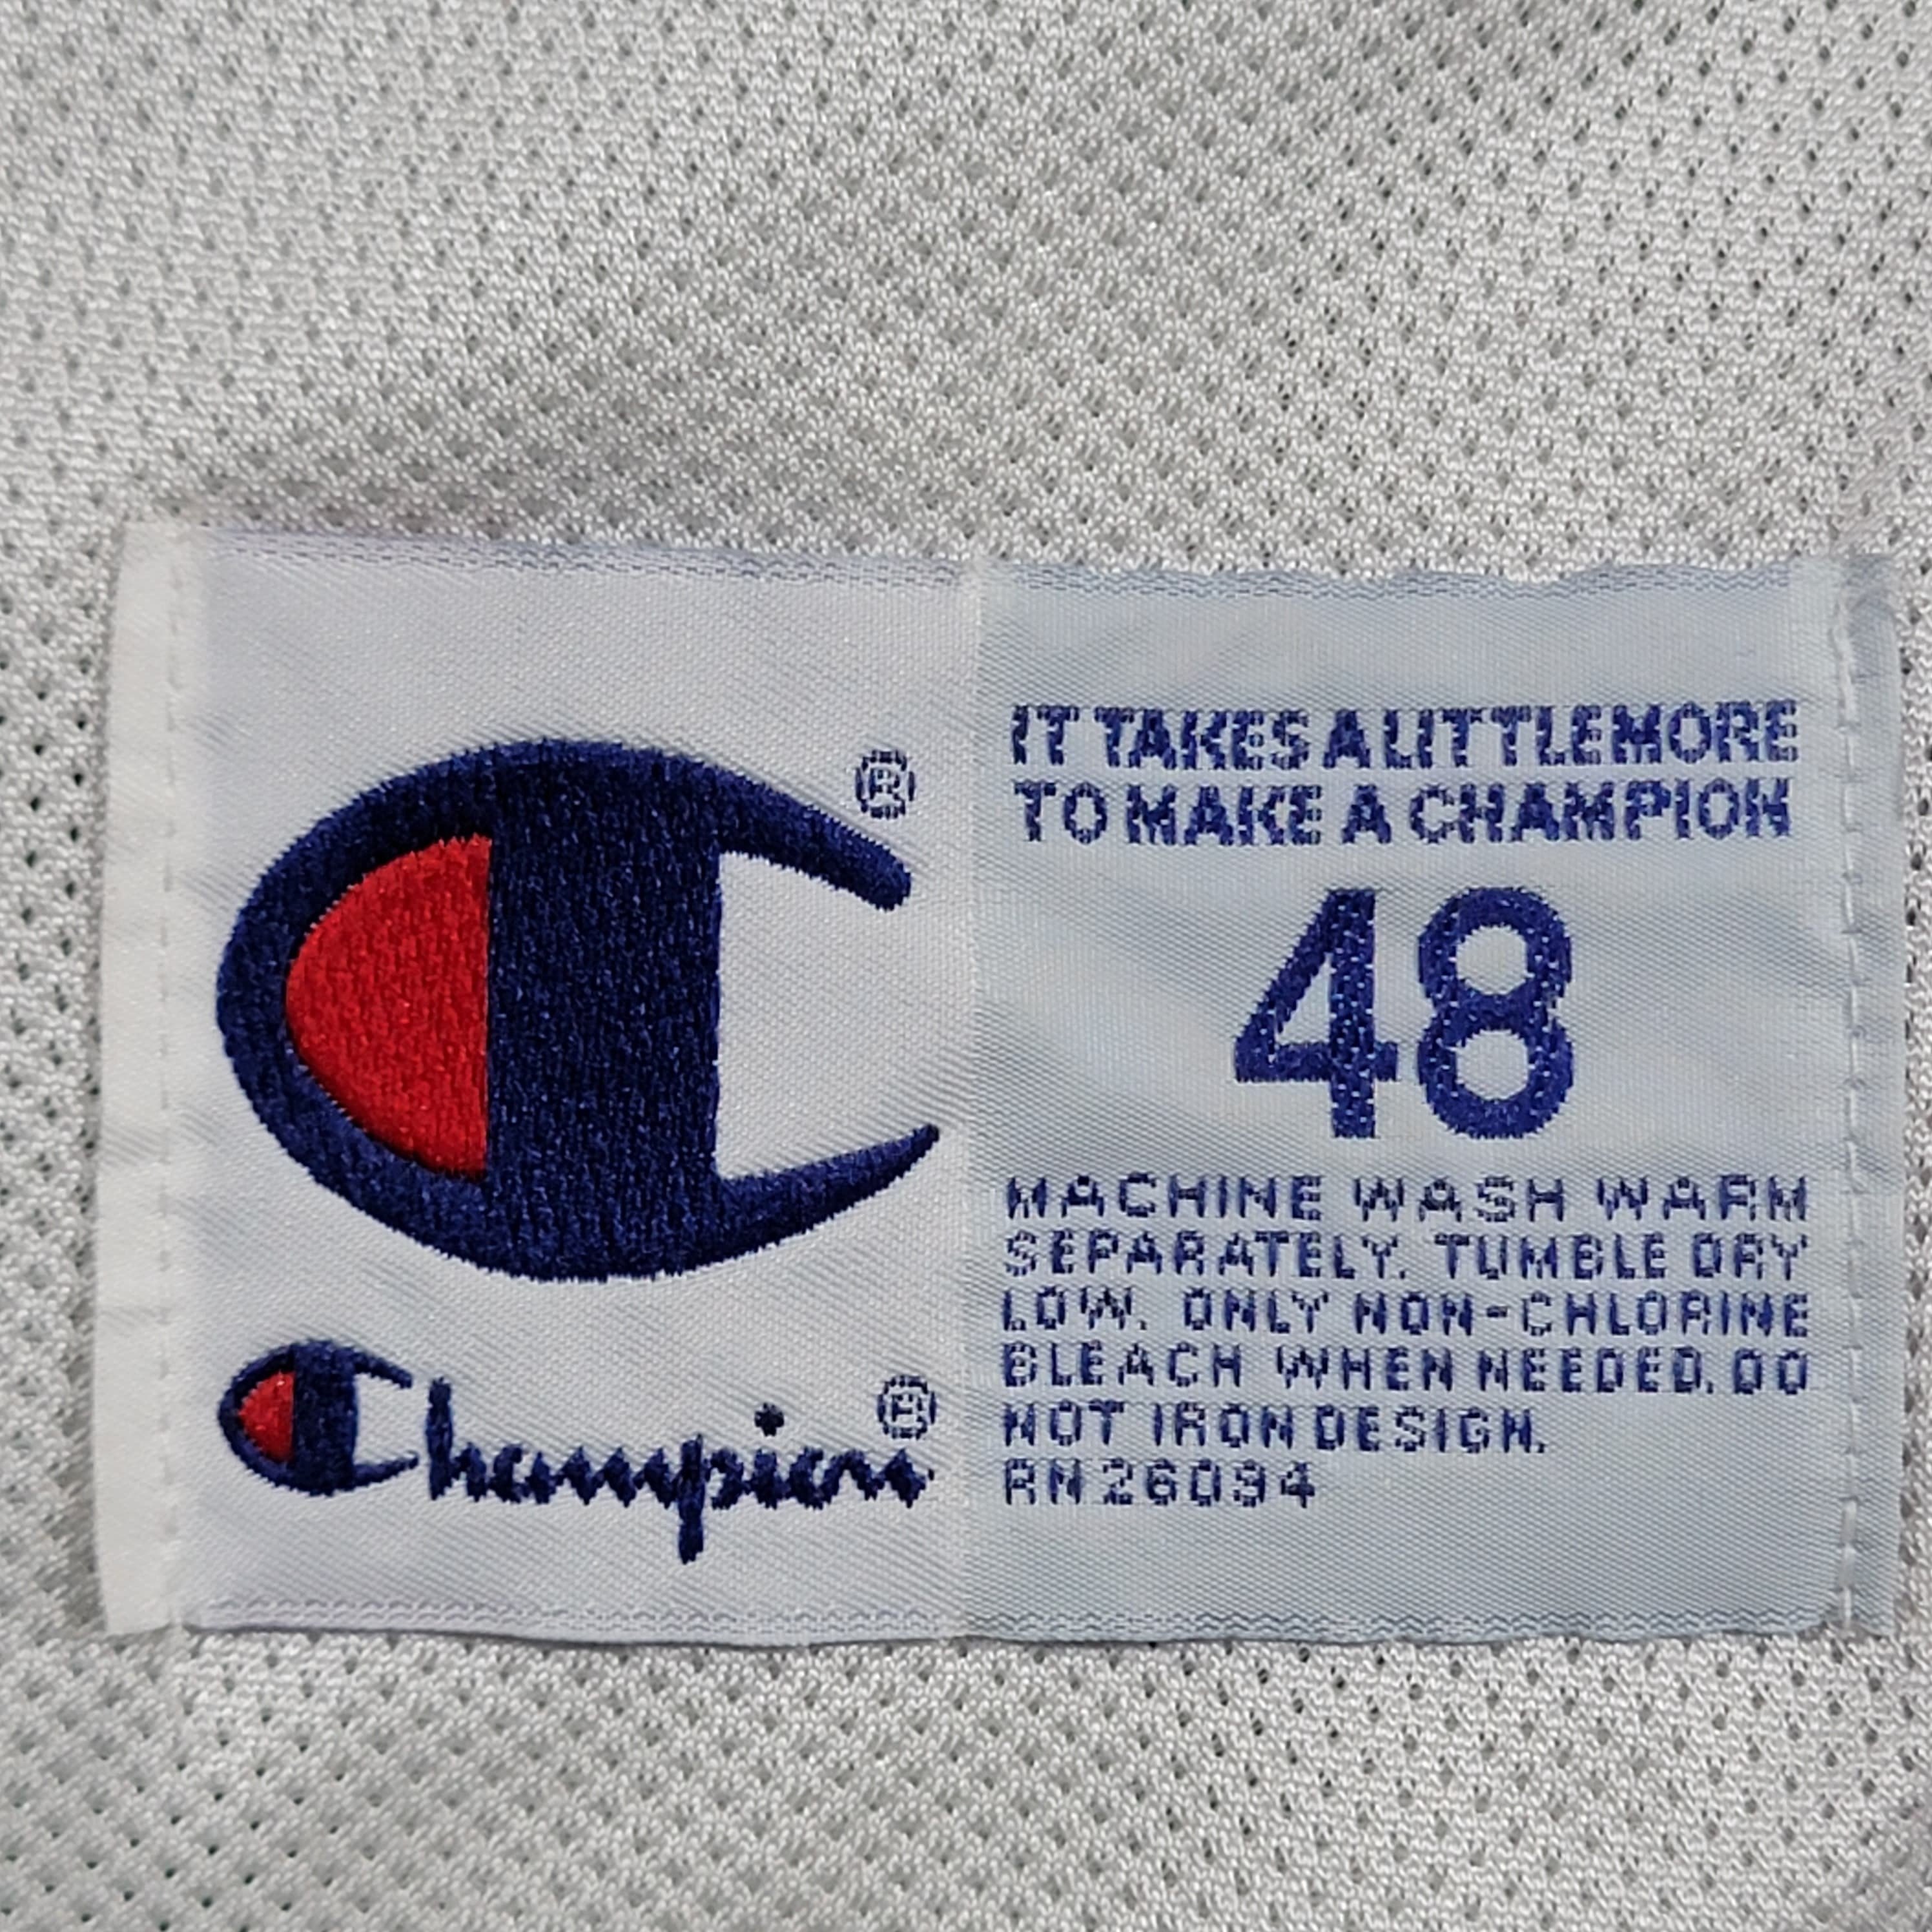 ®
Champion®
IT TAKES A LITTLE MORE
TO MAKE A CHAMPION
48
MACHINE WASH WARM
SEPARATELY. TUMBLE DRY
LOW. ONLY NON-CHLORINE
BLEACH WHEN NEEDED. DO
NOT IRON DESIGN.
RN 26094